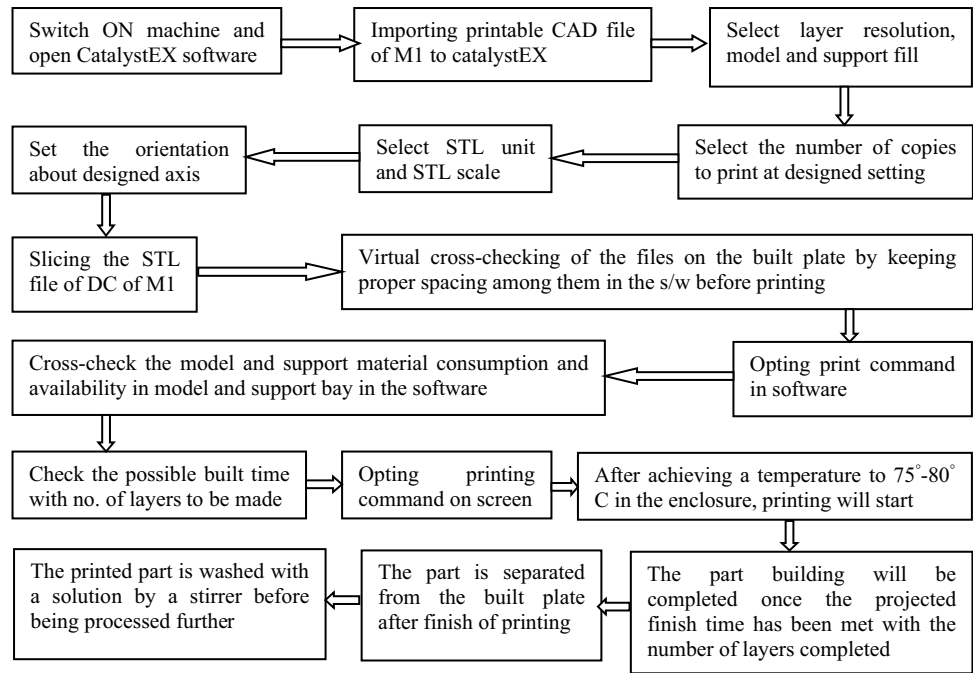 Switch ON machine and
open CatalystEX software
Importing printable CAD file
of M1 to catalystEX
Select layer resolution,
model and support fill
Select the number of copies
to print at designed setting
Select STL unit
and STL scale
Set the orientation
about designed axis
Slicing the STL
file of DC of M1
Virtual cross-checking of the files on the built plate by keeping
proper spacing among them in the s/w before printing
Opting print command
in software
Cross-check the model and support material consumption and
availability in model and support bay in the software
Check the possible built time
with no. of layers to be made
Opting printing
command on screen
After achieving a temperature to 75°-80°
C in the enclosure, printing will start
The part building will be
completed once the projected
finish time has been met with the
number of layers completed
The part is separated
from the built plate
after finish of printing
The printed part is washed with
a solution by a stirrer before
being processed further